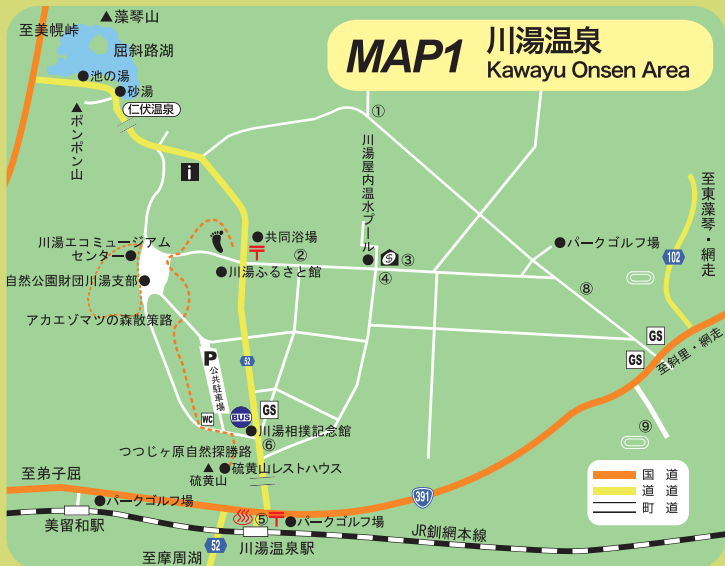 至美幌峠
▲藻琴山
屈斜路湖
池の湯
砂湯
仁伏温泉
▲ポンポン山
MAP1
川湯温泉
Kawayu Onsen Area
①
川湯屋内温水プール
i
至東藻琴・網走
102
共同浴場
〒
②
パークゴルフ場
川湯エコミュージアム
センター
$
③
④
川湯ふるさと館
自然公園財団川湯支部
⑧
アカエゾマツの森散策路
GS
GS
至斜里・網走
P
公共駐車場
52
WC
BUS
GS
川湯相撲記念館
⑥
⑨
つつじヶ原自然探勝路
▲
硫黄山
硫黄山レストハウス
至弟子屈
パークゴルフ場
391
国道
道道
町道
美留和駅
⑤
〒
パークゴルフ場
JR釧網本線
52
川湯温泉駅
至摩周湖